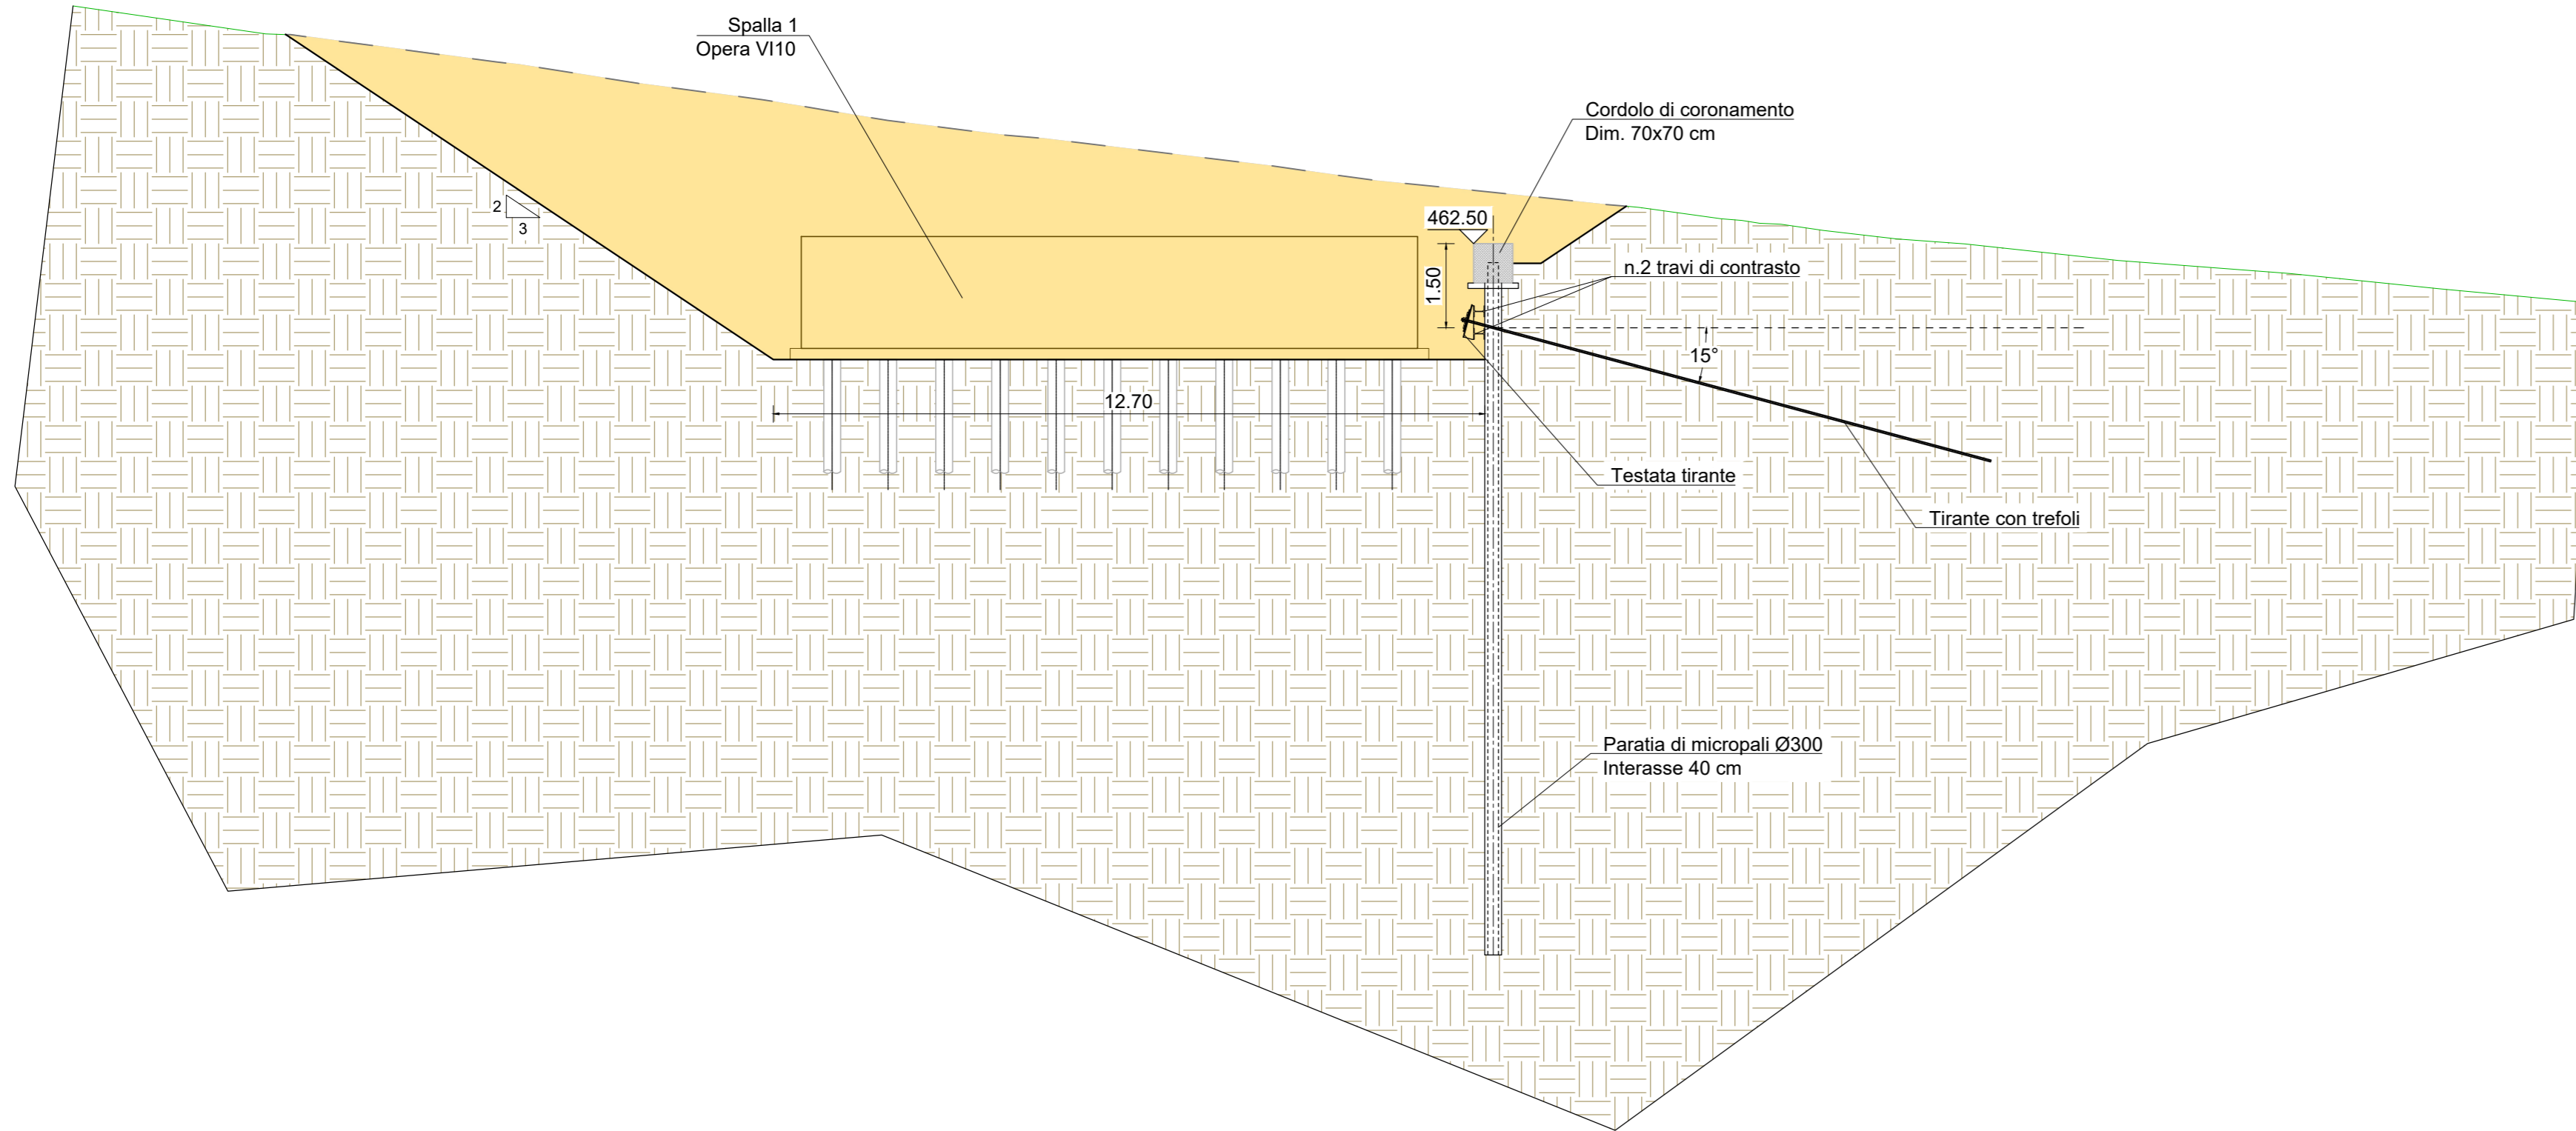 Spalla 1
Opera VI10
Cordolo di coronamento
Dim. 70x70 cm
2
3
462.50
n.2 travi di contrasto
1.50
15°
12.70
Testata tirante
Tirante con trefoli
Paratia di micropali Ø300
Interasse 40 cm